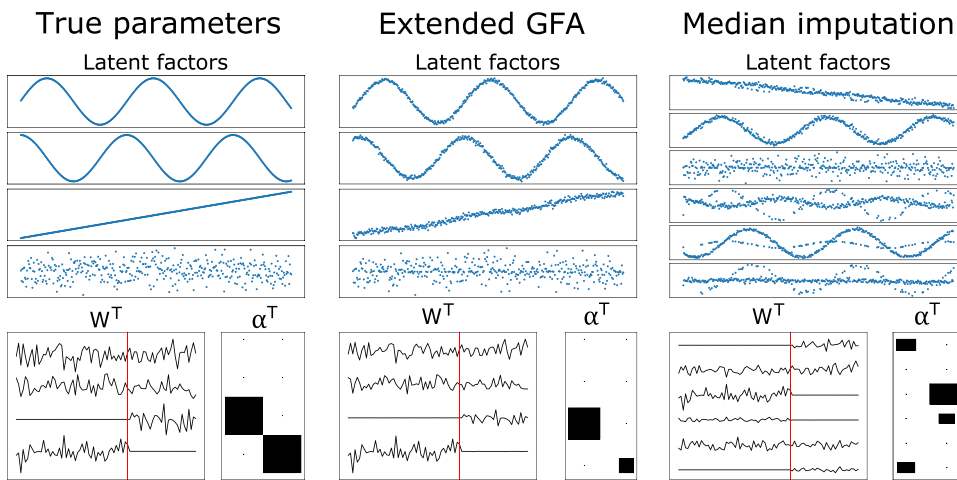 True parameters Extended GFA Median imputation
Latent factors Latent factors Latent factors
Wᵀ αᵀ Wᵀ αᵀ Wᵀ αᵀ